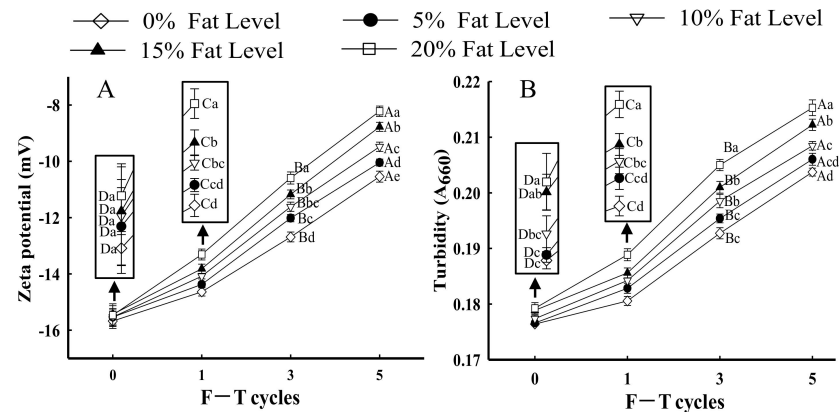 0% Fat Level 5% Fat Level 10% Fat Level
15% Fat Level 20% Fat Level
A
Zeta potential (mV)
-8
-10
-12
-14
-16
Da
Da
Da
Da
Da
Ca
Cb
Cbc
Ccd
Cd
Ba
Bb
Bbc
Bc
Bd
Aa
Ab
Ac
Ad
Ae
0 1 3 5
F—T cycles
B
Turbidity (A660)
0.22
0.21
0.20
0.19
0.18
0.17
Da
Dab
Dbc
Dc
Dc
Ca
Cb
Cbc
Ccd
Cd
Ba
Bb
Bb
Bc
Bc
Aa
Ab
Ac
Acd
Ad
0 1 3 5
F—T cycles